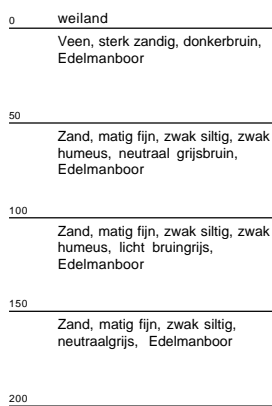 0 weiland
Veen, sterk zandig, donkerbruin,
Edelmanboor
50
Zand, matig fijn, zwak siltig, zwak
humeus, neutraal grijsbruin,
Edelmanboor
100
Zand, matig fijn, zwak siltig, zwak
humeus, licht bruingrijs,
Edelmanboor
150
Zand, matig fijn, zwak siltig,
neutraalgrijs, Edelmanboor
200